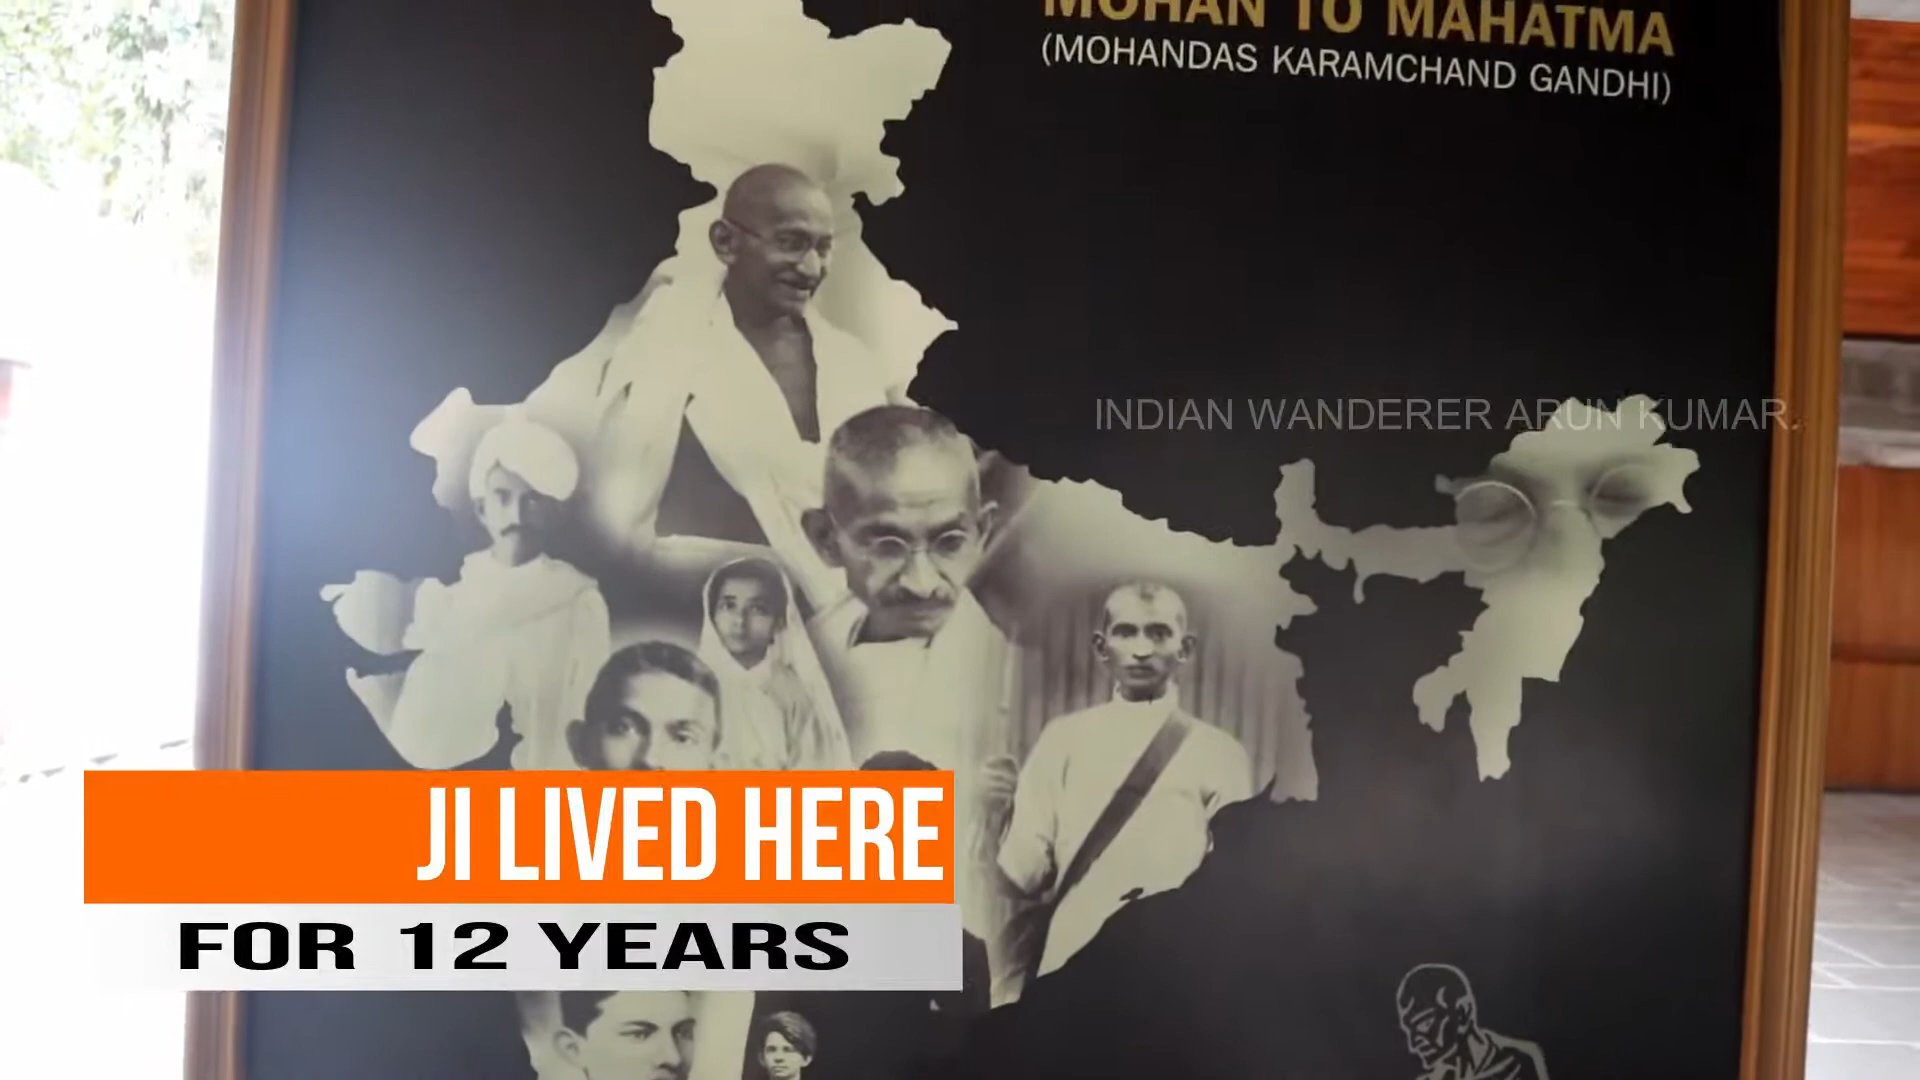 MOHAN TO MAHATMA
(MOHANDAS KARAMCHAND GANDHI)
INDIAN WANDERER ARUN KUMAR.
JI LIVED HERE
FOR 12 YEARS